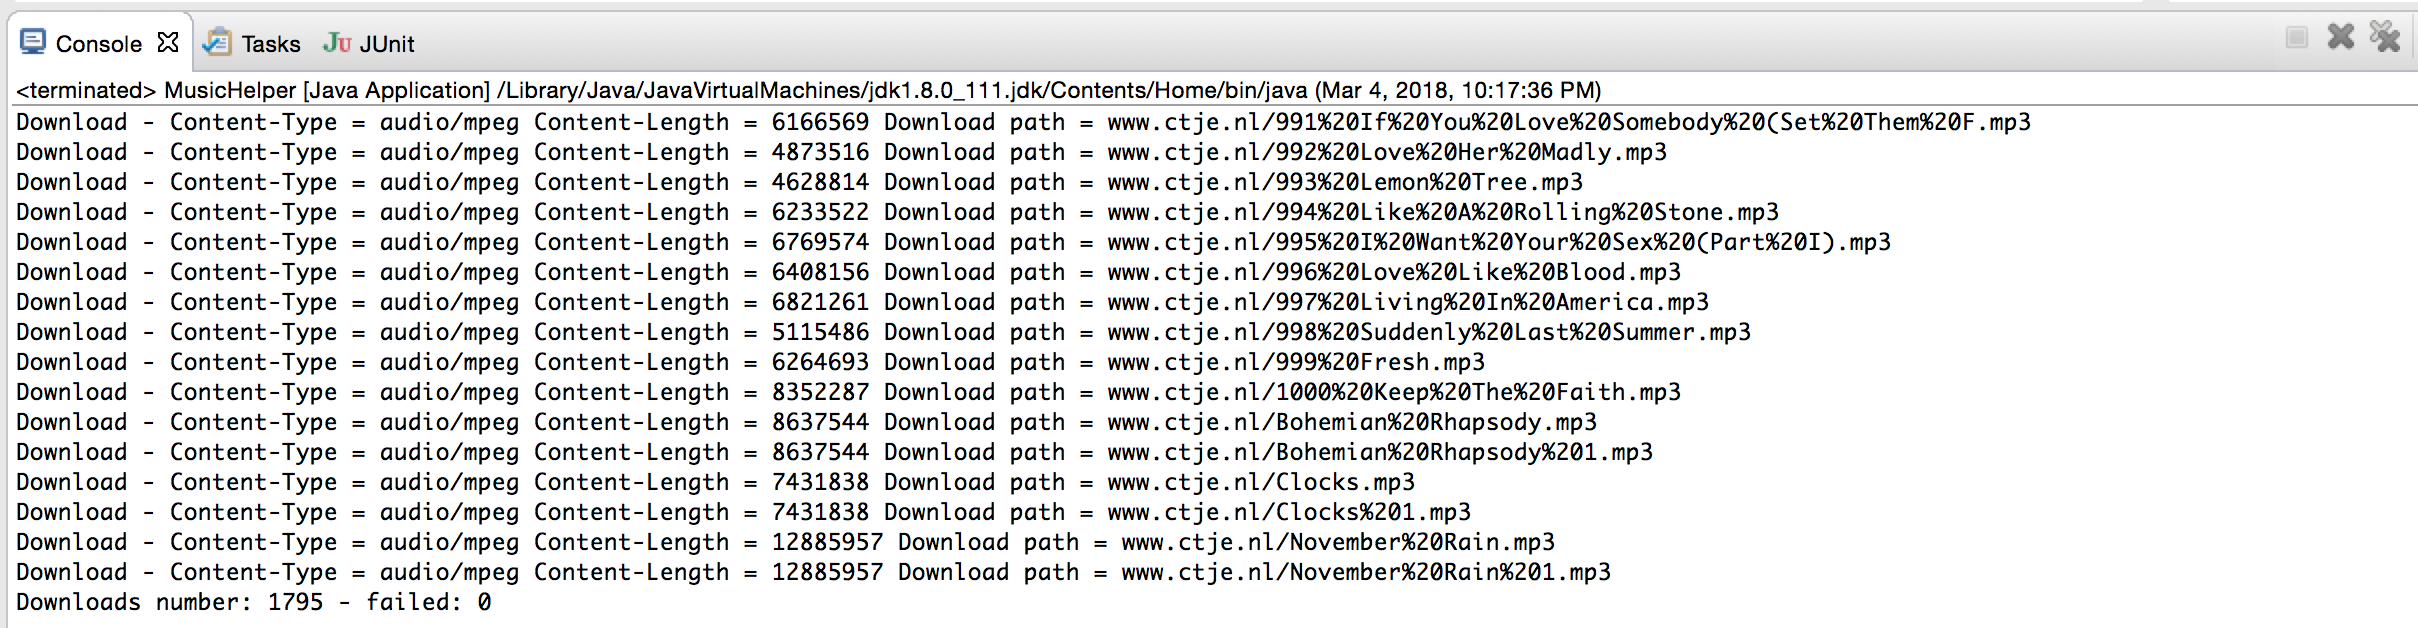 Console Tasks JUnit
<terminated> MusicHelper [Java Application] /Library/Java/JavaVirtualMachines/jdk1.8.0_111.jdk/Contents/Home/bin/java (Mar 4, 2018, 10:17:36 PM)
Download - Content-Type = audio/mpeg Content-Length = 6166569 Download path = www.ctje.nl/991%20If%20You%20Love%20Somebody%20(Set%20Them%20F.mp3
Download - Content-Type = audio/mpeg Content-Length = 4873516 Download path = www.ctje.nl/992%20Love%20Her%20Madly.mp3
Download - Content-Type = audio/mpeg Content-Length = 4628814 Download path = www.ctje.nl/993%20Lemon%20Tree.mp3
Download - Content-Type = audio/mpeg Content-Length = 6233522 Download path = www.ctje.nl/994%20Like%20A%20Rolling%20Stone.mp3
Download - Content-Type = audio/mpeg Content-Length = 6769574 Download path = www.ctje.nl/995%20I%20Want%20Your%20Sex%20(Part%20I).mp3
Download - Content-Type = audio/mpeg Content-Length = 6408156 Download path = www.ctje.nl/996%20Love%20Like%20Blood.mp3
Download - Content-Type = audio/mpeg Content-Length = 6821261 Download path = www.ctje.nl/997%20Living%20In%20America.mp3
Download - Content-Type = audio/mpeg Content-Length = 5115486 Download path = www.ctje.nl/998%20Suddenly%20Last%20Summer.mp3
Download - Content-Type = audio/mpeg Content-Length = 6264693 Download path = www.ctje.nl/999%20Fresh.mp3
Download - Content-Type = audio/mpeg Content-Length = 8352287 Download path = www.ctje.nl/1000%20Keep%20The%20Faith.mp3
Download - Content-Type = audio/mpeg Content-Length = 8637544 Download path = www.ctje.nl/Bohemian%20Rhapsody.mp3
Download - Content-Type = audio/mpeg Content-Length = 8637544 Download path = www.ctje.nl/Bohemian%20Rhapsody%201.mp3
Download - Content-Type = audio/mpeg Content-Length = 7431838 Download path = www.ctje.nl/Clocks.mp3
Download - Content-Type = audio/mpeg Content-Length = 7431838 Download path = www.ctje.nl/Clocks%201.mp3
Download - Content-Type = audio/mpeg Content-Length = 12885957 Download path = www.ctje.nl/November%20Rain.mp3
Download - Content-Type = audio/mpeg Content-Length = 12885957 Download path = www.ctje.nl/November%20Rain%201.mp3
Downloads number: 1795 - failed: 0